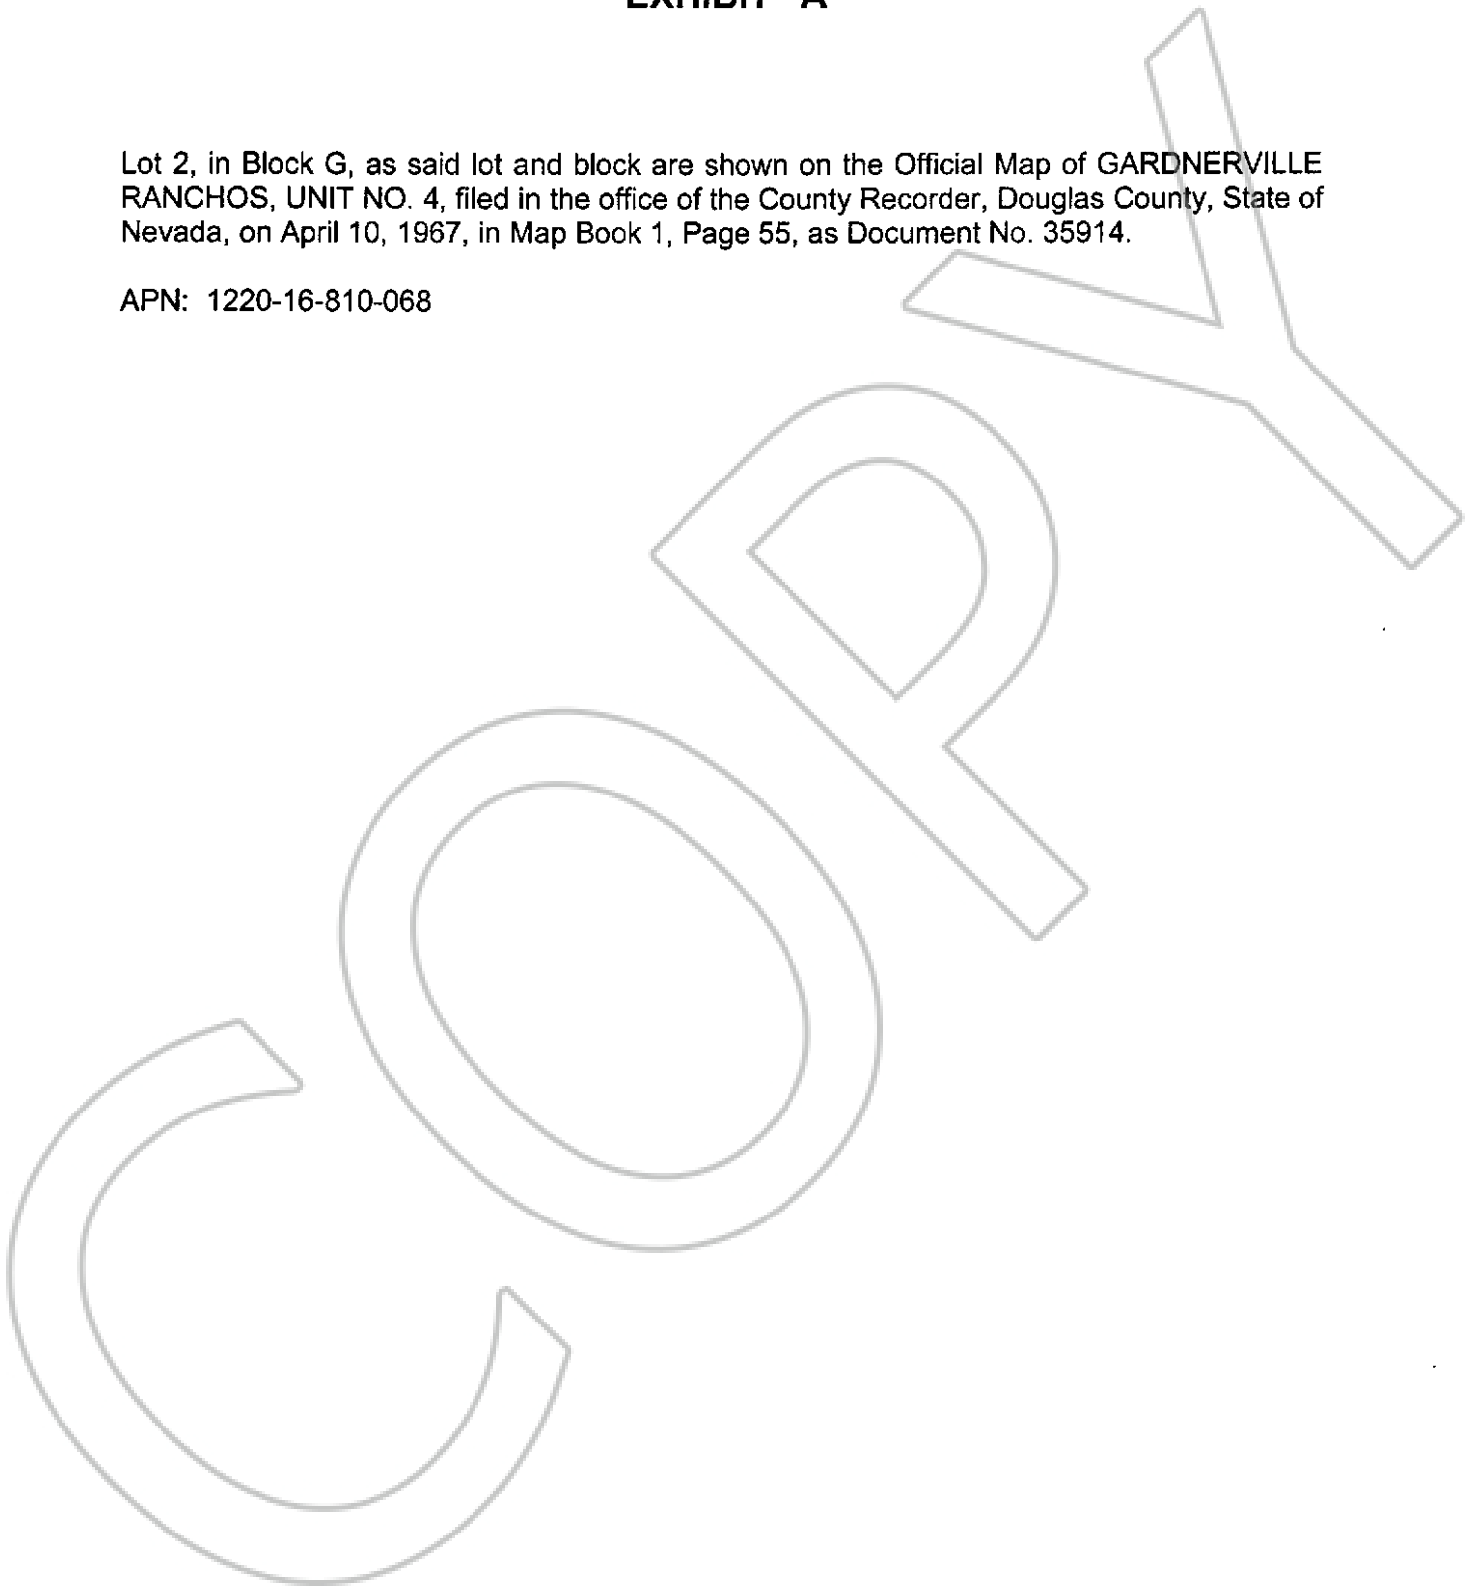 EXHIBIT "A"
Lot 2, in Block G, as said lot and block are shown on the Official Map of GARDNERVILLE
RANCHOS, UNIT NO. 4, filed in the office of the County Recorder, Douglas County, State of
Nevada, on April 10, 1967, in Map Book 1, Page 55, as Document No. 35914.
APN: 1220-16-810-068
COPY